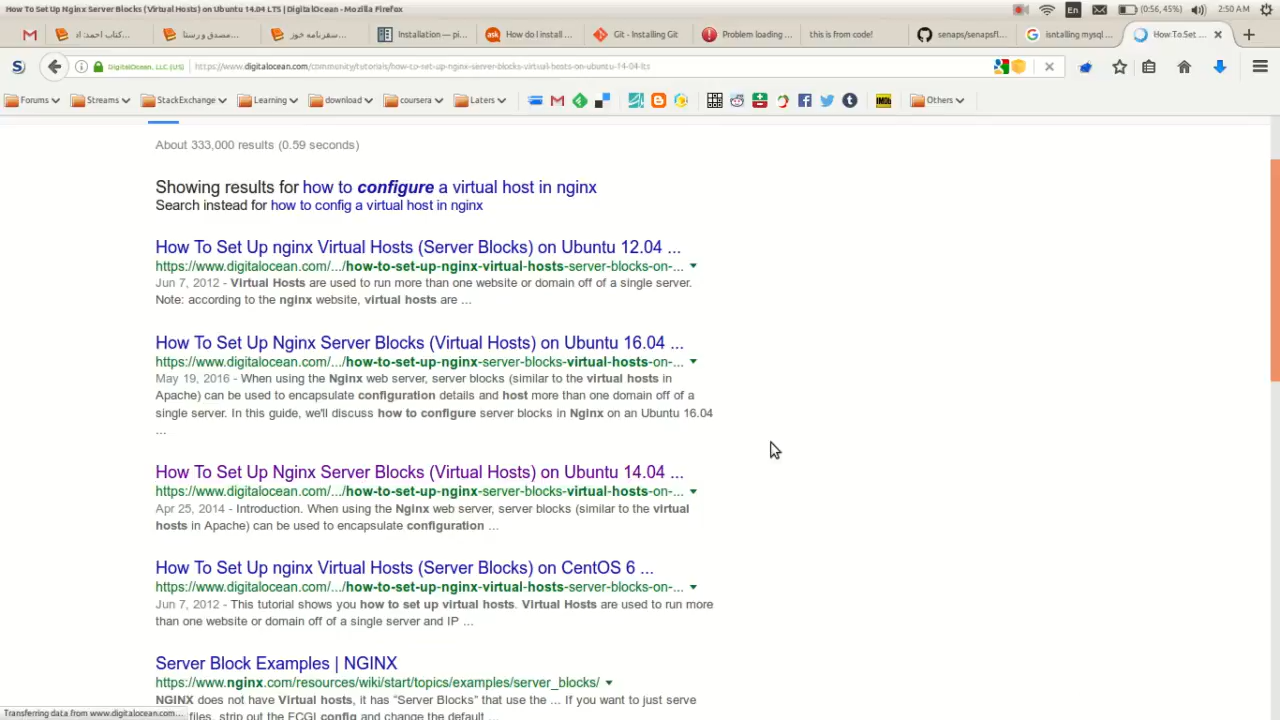 How To Set Up Nginx Server Blocks (Virtual Hosts) on Ubuntu 14.04 LTS | DigitalOcean - Mozilla Firefox
En (0:56, 45%) 2:50 AM
کتاب احمد: اد...
مصدق و رستا...
سفرنامه خوز...
Installation — pi...
How do I install ...
Git - Installing Git
Problem loading ...
this is from code!
senaps/senapsfl...
isntalling mysql ...
How To Set ...
DigitalOcean, LLC (US) https://www.digitalocean.com/community/tutorials/how-to-set-up-nginx-server-blocks-virtual-hosts-on-ubuntu-14-04-lts
Forums Streams StackExchange Learning download coursera Laters IMDb Others
About 333,000 results (0.59 seconds)
Showing results for how to configure a virtual host in nginx
Search instead for how to config a virtual host in nginx
How To Set Up nginx Virtual Hosts (Server Blocks) on Ubuntu 12.04 ...
https://www.digitalocean.com/.../how-to-set-up-nginx-virtual-hosts-server-blocks-on-...
Jun 7, 2012 - Virtual Hosts are used to run more than one website or domain off of a single server.
Note: according to the nginx website, virtual hosts are ...
How To Set Up Nginx Server Blocks (Virtual Hosts) on Ubuntu 16.04 ...
https://www.digitalocean.com/.../how-to-set-up-nginx-server-blocks-virtual-hosts-on-...
May 19, 2016 - When using the Nginx web server, server blocks (similar to the virtual hosts in
Apache) can be used to encapsulate configuration details and host more than one domain off of a
single server. In this guide, we'll discuss how to configure server blocks in Nginx on an Ubuntu 16.04
...
How To Set Up Nginx Server Blocks (Virtual Hosts) on Ubuntu 14.04 ...
https://www.digitalocean.com/.../how-to-set-up-nginx-server-blocks-virtual-hosts-on-...
Apr 25, 2014 - Introduction. When using the Nginx web server, server blocks (similar to the virtual
hosts in Apache) can be used to encapsulate configuration ...
How To Set Up nginx Virtual Hosts (Server Blocks) on CentOS 6 ...
https://www.digitalocean.com/.../how-to-set-up-nginx-virtual-hosts-server-blocks-on-...
Jun 7, 2012 - This tutorial shows you how to set up virtual hosts. Virtual Hosts are used to run more
than one website or domain off of a single server and IP ...
Server Block Examples | NGINX
https://www.nginx.com/resources/wiki/start/topics/examples/server_blocks/
NGINX does not have Virtual hosts, it has "Server Blocks" that use the ... If you want to just serve
files, strip out the FCGI config and change the default ...
Transferring data from www.digitalocean.com...